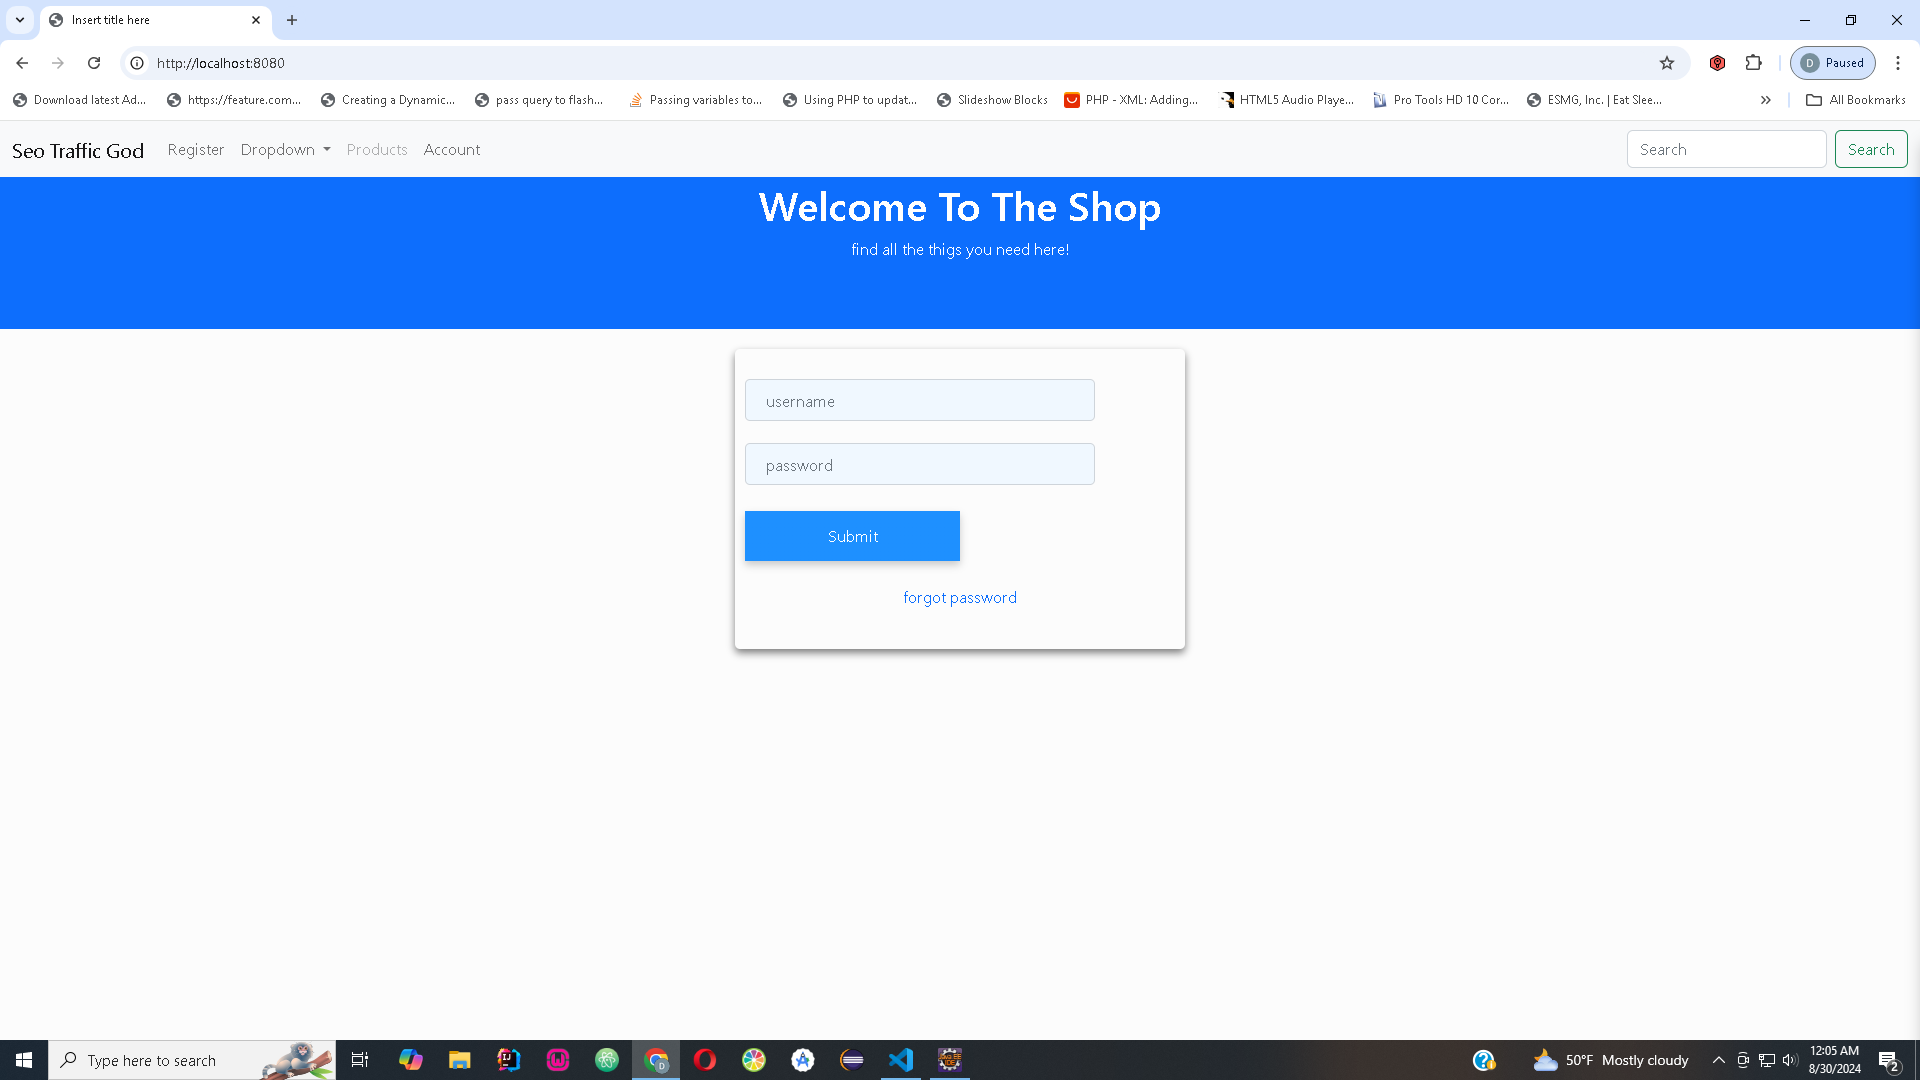 Insert title here
http://localhost:8080
D Paused
Download latest Ad...
https://feature.com...
Creating a Dynamic...
pass query to flash...
Passing variables to...
Using PHP to updat...
Slideshow Blocks
PHP - XML: Adding...
HTML5 Audio Playe...
Pro Tools HD 10 Cor...
ESMG, Inc. | Eat Slee...
All Bookmarks
Seo Traffic God
Register
Dropdown
Products
Account
Search
Search
Welcome To The Shop
find all the thigs you need here!
username
password
Submit
forgot password
Type here to search
50°F Mostly cloudy
12:05 AM
8/30/2024
2